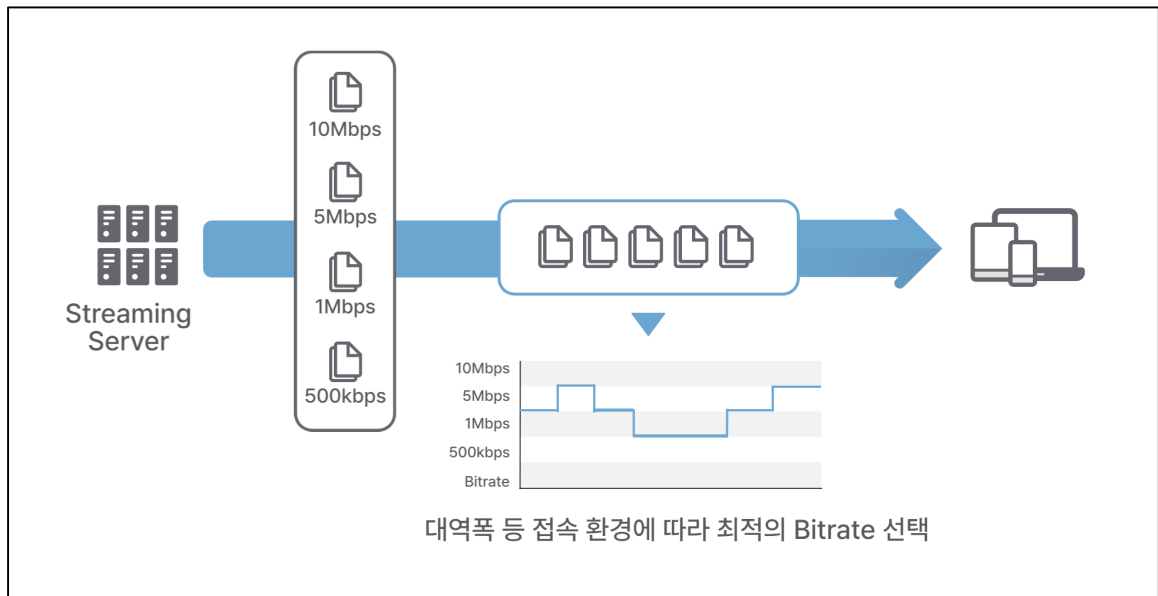 10Mbps
5Mbps
1Mbps
500kbps
Streaming
Server
10Mbps
5Mbps
1Mbps
500kbps
Bitrate
대역폭 등 접속 환경에 따라 최적의 Bitrate 선택